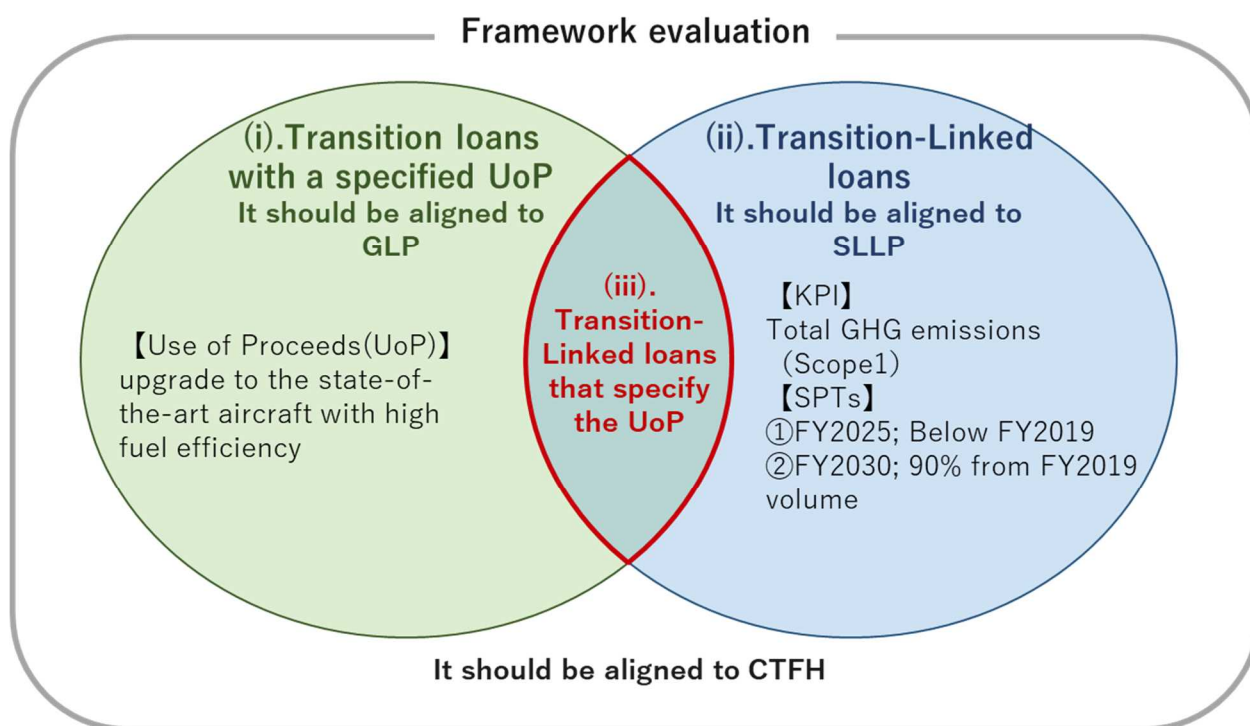 Framework evaluation
(i).Transition loans
with a specified UoP
It should be aligned to
GLP
【Use of Proceeds(UoP)】
upgrade to the state-of-
the-art aircraft with high
fuel efficiency
(iii).
Transition-
Linked loans
that specify
the UoP
(ii).Transition-Linked
loans
It should be aligned to
SLLP
【KPI】
Total GHG emissions
(Scope1)
【SPTs】
①FY2025; Below FY2019
②FY2030; 90% from FY2019
volume
It should be aligned to CTFH